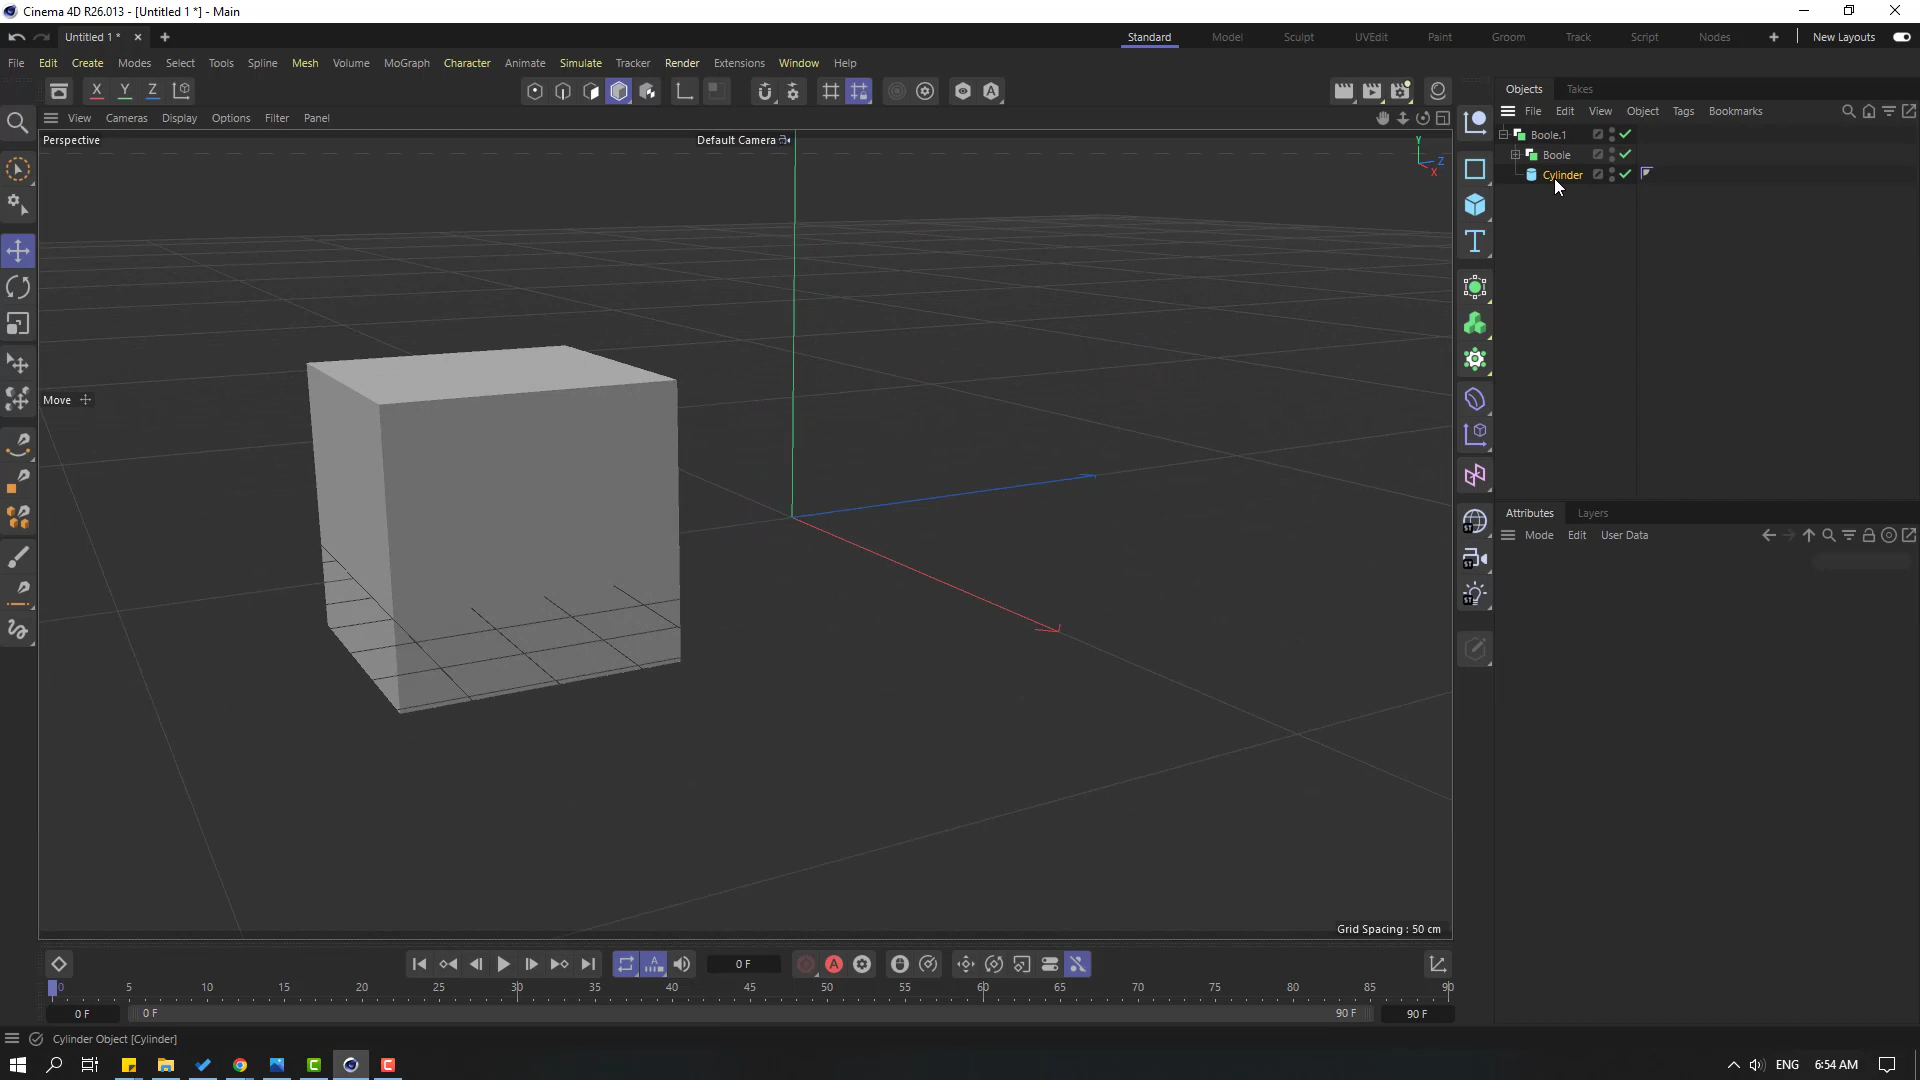 Cinema 4D R26.013 - [Untitled 1 *] - Main
Untitled 1 *
Standard Model Sculpt UVEdit Paint Groom Track Script Nodes New Layouts
File Edit Create Modes Select Tools Spline Mesh Volume MoGraph Character Animate Simulate Tracker Render Extensions Window Help
X Y Z
Objects Takes
View Cameras Display Options Filter Panel
File Edit View Object Tags Bookmarks
Perspective
Default Camera
Y
Z
X
Boole.1
Boole
Cylinder
Move
Attributes Layers
Mode Edit User Data
ST
ST
ST
Grid Spacing : 50 cm
0 F
0 5 10 15 20 25 30 35 40 45 50 55 60 65 70 75 80 85 90
0 F 0 F 90 F 90 F
Cylinder Object [Cylinder]
ENG 6:54 AM